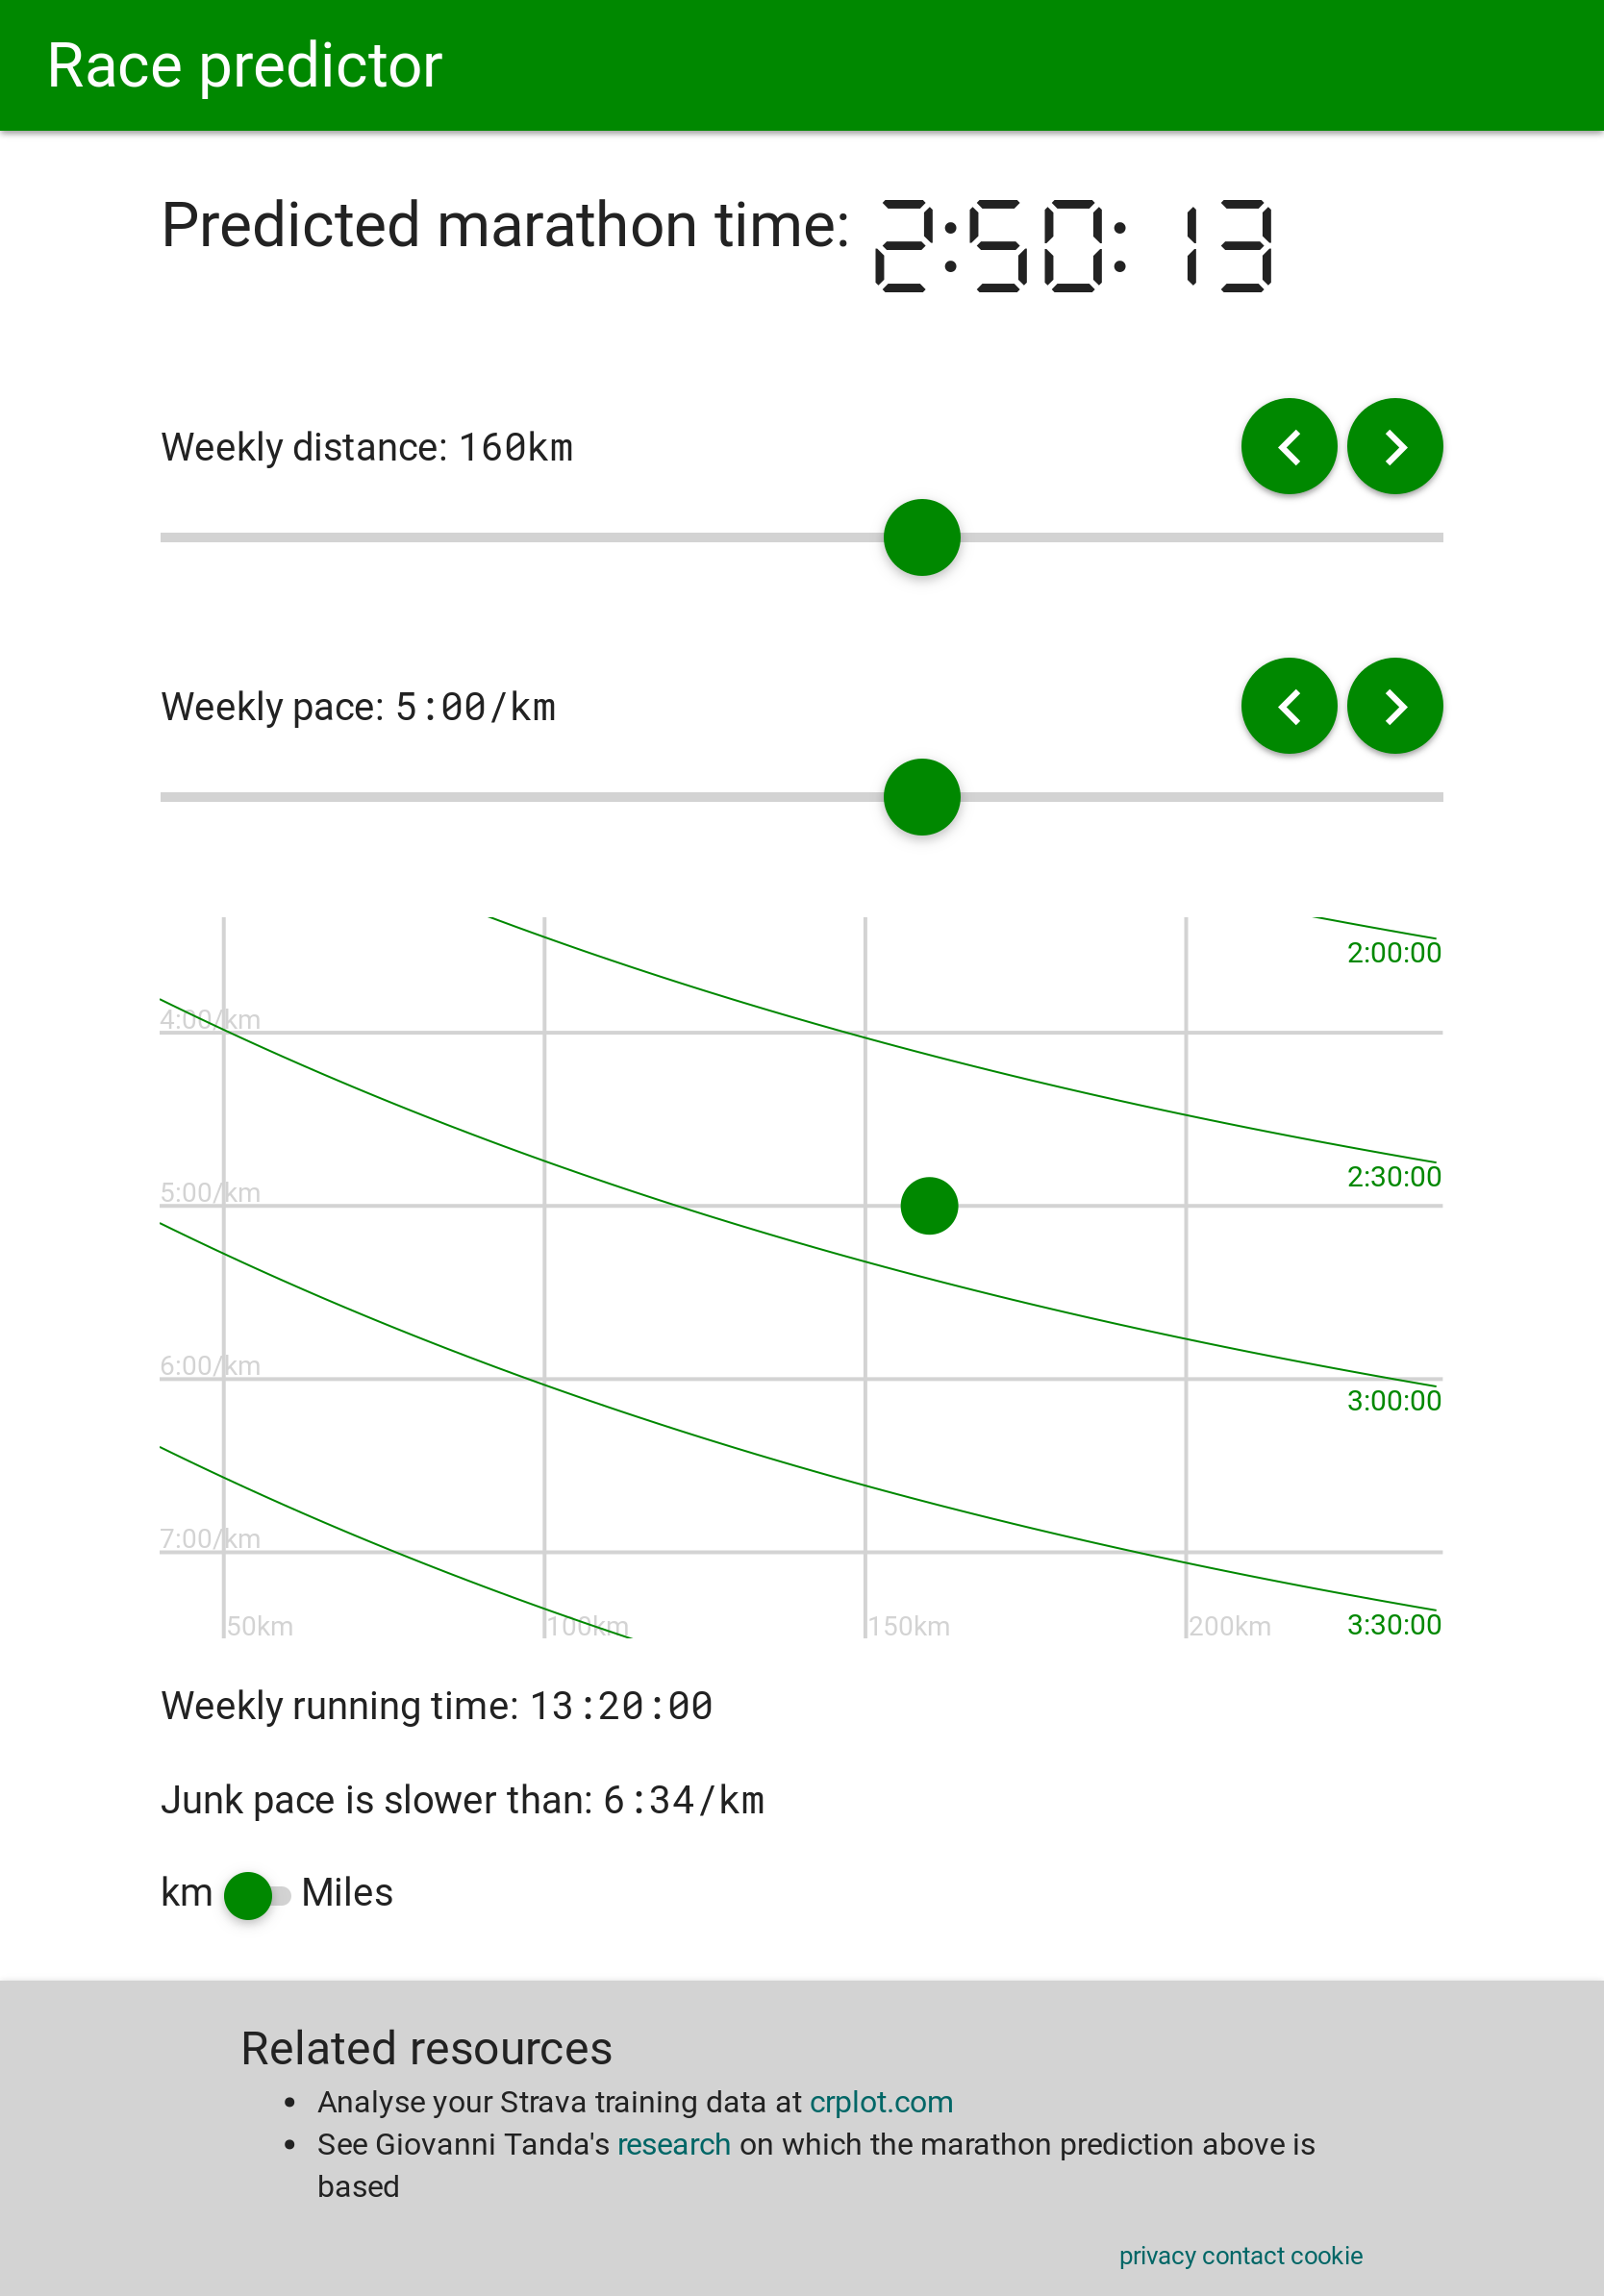 Race predictor
Predicted marathon time: 2:50:13
Weekly distance: 160km
Weekly pace: 5:00/km
2:00:00
4:00/km
2:30:00
5:00/km
6:00/km
3:00:00
7:00/km
50km
100km
150km
200km
3:30:00
Weekly running time: 13:20:00
Junk pace is slower than: 6:34/km
km Miles
Related resources
• Analyse your Strava training data at crplot.com
• See Giovanni Tanda's research on which the marathon prediction above is
based
privacy contact cookie